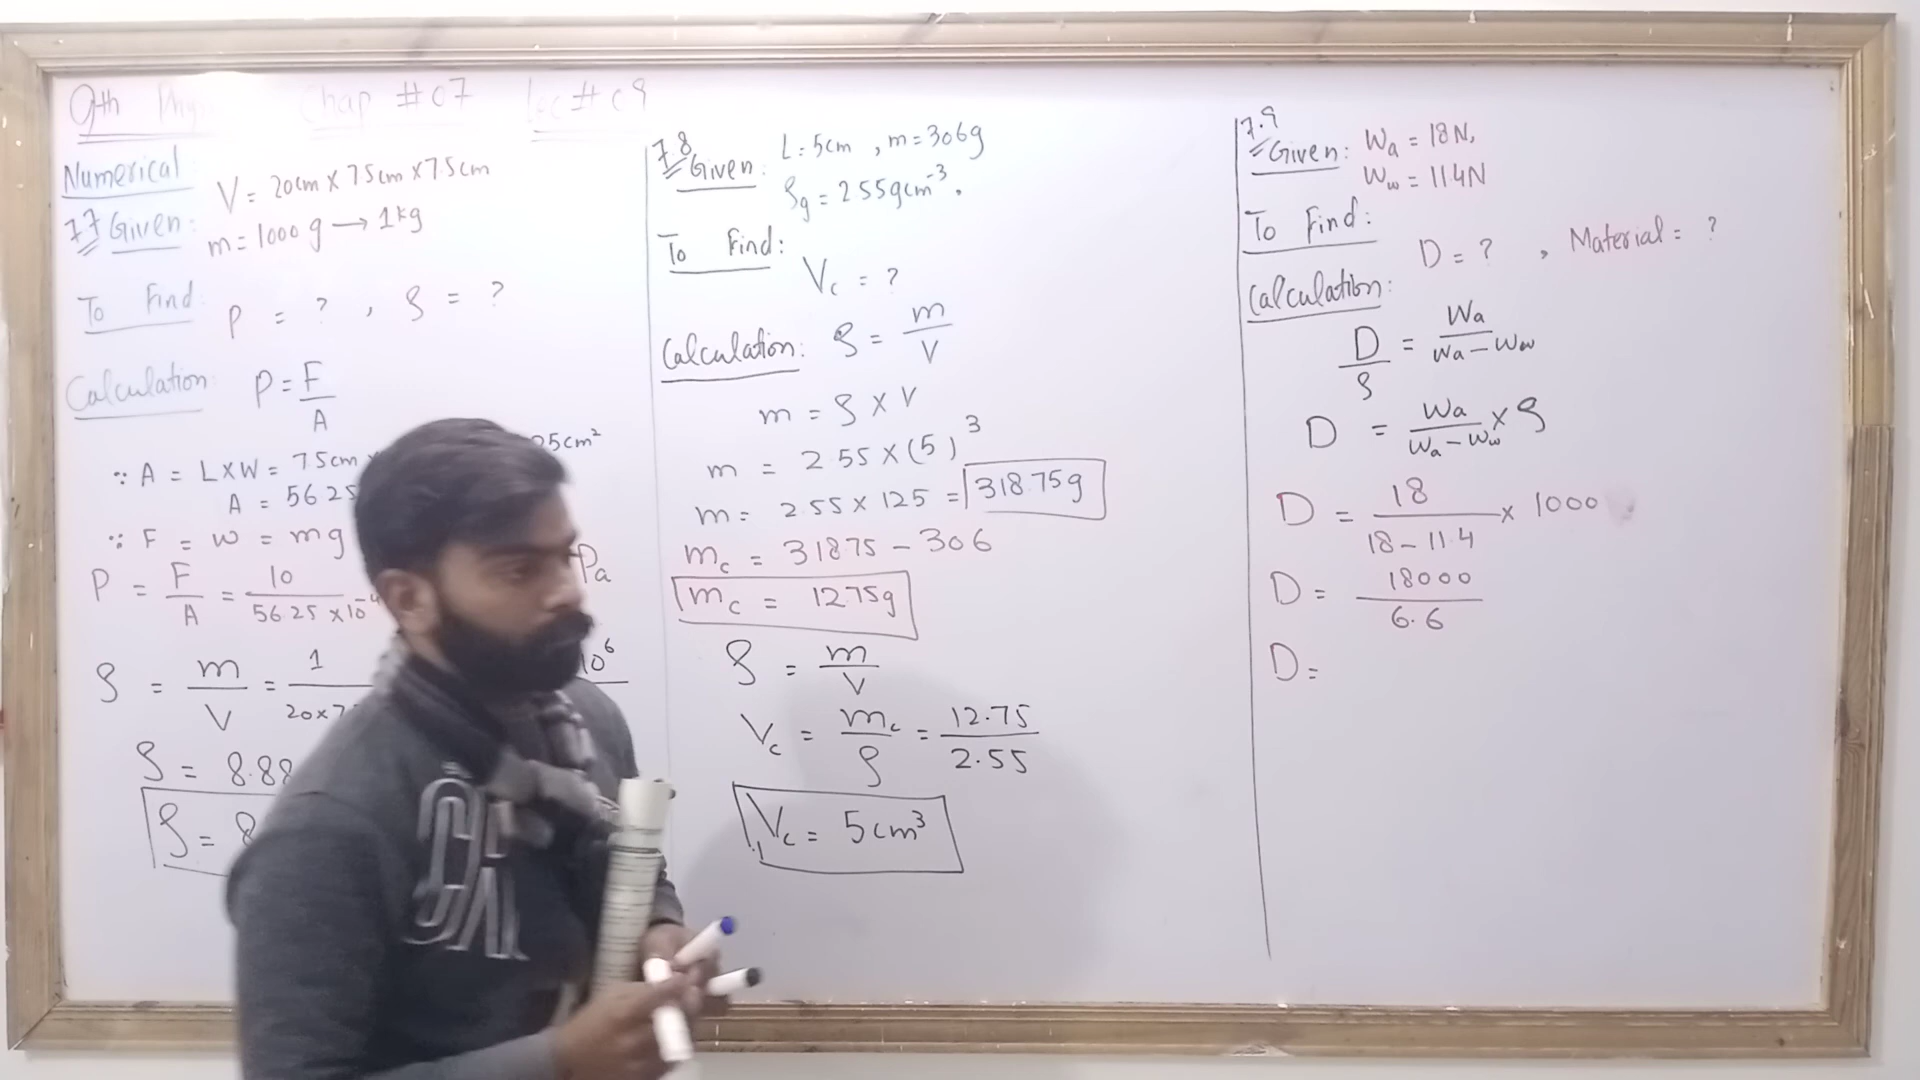 9th Phy Chap #07 Lec # 09
Numerical
7.7 Given: V = 20cm x 7.5cm x 7.5cm
m = 1000 g → 1kg
To Find: P = ? , ρ = ?
Calculation: P = F/A
∵ A = L x W = 7.5cm 25cm²
A = 56.25
∵ F = w = mg
P = F/A = 10 / 56.25 x 10⁻⁴ Pa
ρ = m/V = 1 / 20x7. 10⁶
ρ = 8.88
ρ = 8
7.8 Given: L = 5cm , m = 306g
ρg = 2.55gcm⁻³.
To Find:
Vc = ?
Calculation: ρ = m/V
m = ρ x V
m = 2.55 x (5)³
m = 2.55 x 125 = 318.75g
mc = 318.75 - 306
mc = 12.75g
ρ = m/V
Vc = mc/ρ = 12.75/2.55
Vc = 5cm³
7.9 Given: Wa = 18N,
Ww = 11.4N
To Find:
D = ? , Material = ?
Calculation:
D/ρ = Wa / Wa - Ww
D = Wa / Wa - Ww x ρ
D = 18 / 18 - 11.4 x 1000
D = 18000 / 6.6
D =